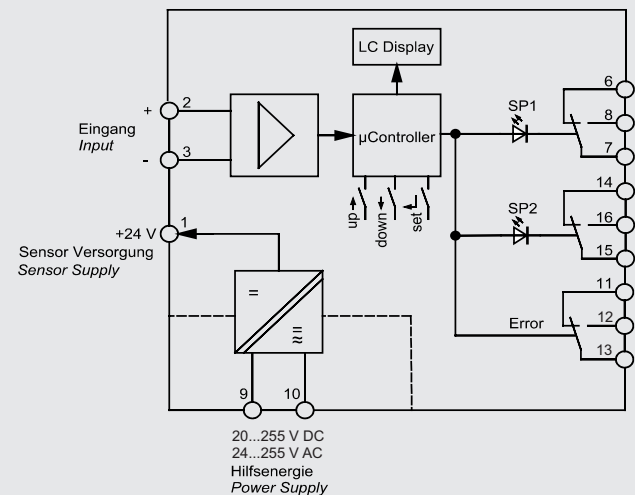 LC Display
6
SP1
+ 2
8
Eingang
Input
µController
- 3
7
14
up
down
set
SP2
16
1
+24 V
15
Sensor Versorgung
Sensor Supply
11
=
Error
12
≂
13
9 10
20...255 V DC
24...255 V AC
Hilfsenergie
Power Supply